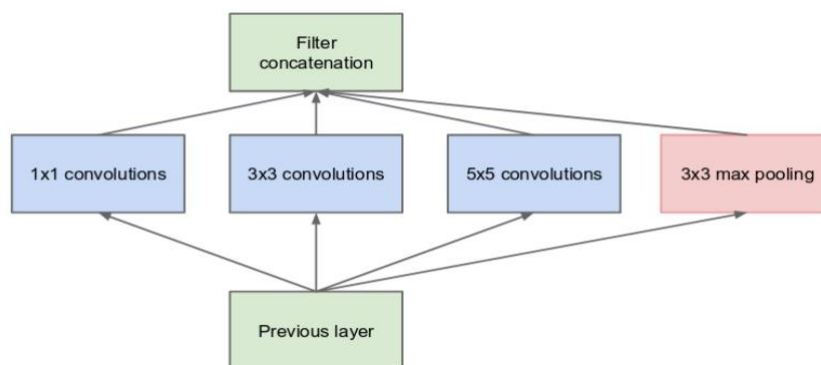 Filter
concatenation
1x1 convolutions
3x3 convolutions
5x5 convolutions
3x3 max pooling
Previous layer